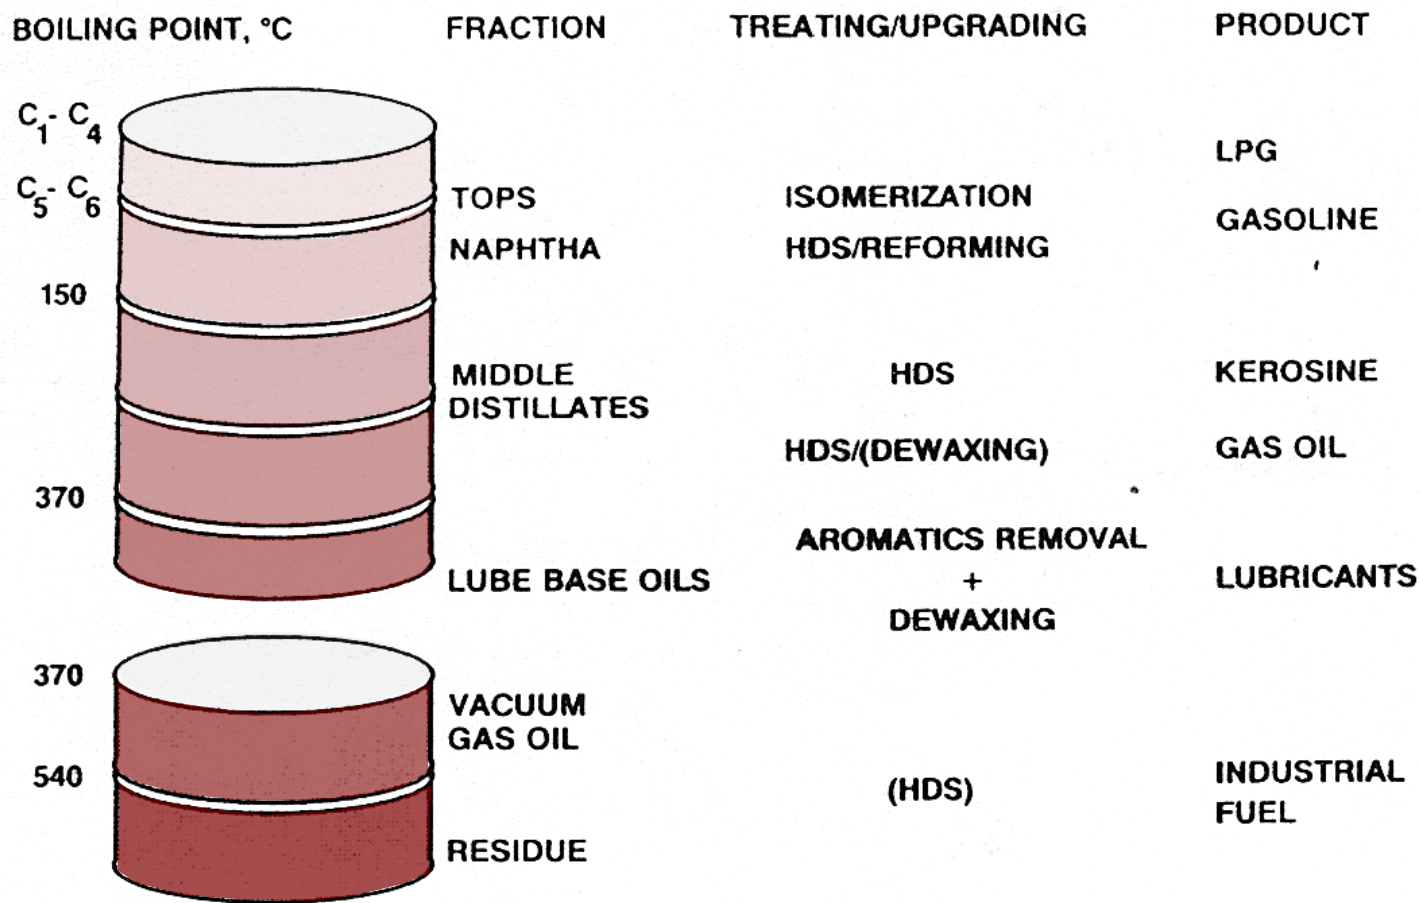 BOILING POINT, °C FRACTION TREATING/UPGRADING PRODUCT
C1- C4
LPG
C5- C6 TOPS ISOMERIZATION
GASOLINE
NAPHTHA HDS/REFORMING
150
MIDDLE HDS KEROSINE
DISTILLATES
HDS/(DEWAXING) GAS OIL
370
AROMATICS REMOVAL
LUBE BASE OILS + LUBRICANTS
DEWAXING
370
VACUUM
GAS OIL
540 (HDS) INDUSTRIAL
FUEL
RESIDUE